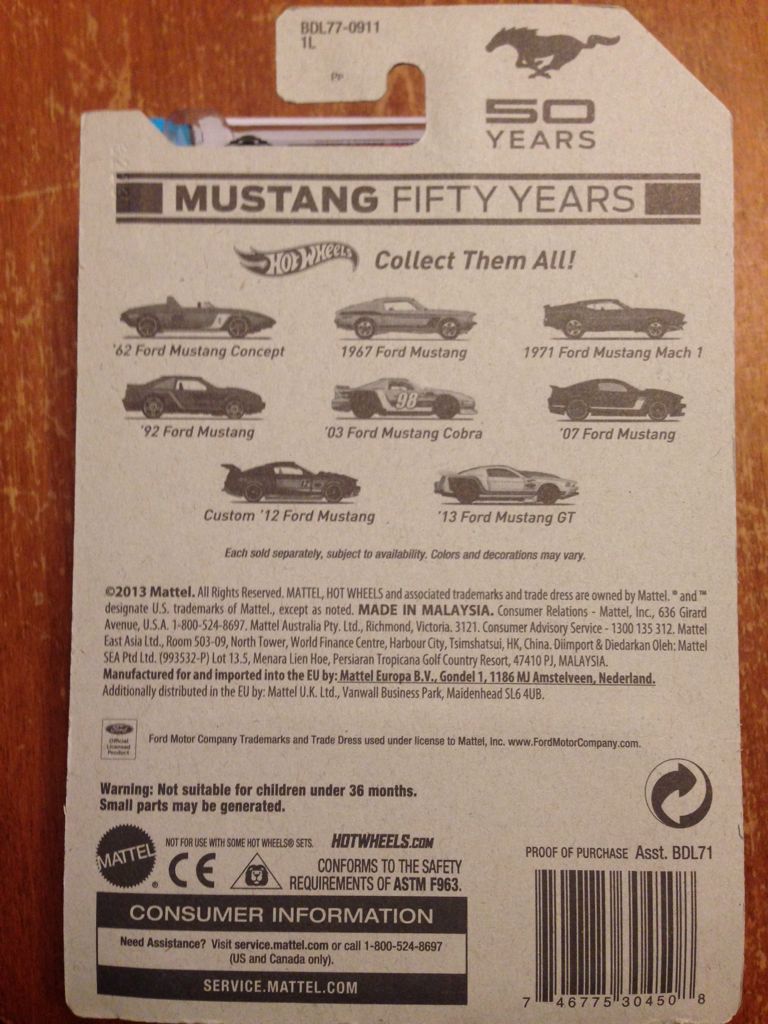 BDL77-0911
1L
PP
50
YEARS
MUSTANG FIFTY YEARS
HOT WHEELS Collect Them All!
'62 Ford Mustang Concept
1967 Ford Mustang
1971 Ford Mustang Mach 1
98
'92 Ford Mustang
'03 Ford Mustang Cobra
'07 Ford Mustang
Custom '12 Ford Mustang
'13 Ford Mustang GT
Each sold separately, subject to availability. Colors and decorations may vary.
©2013 Mattel. All Rights Reserved. MATTEL, HOT WHEELS and associated trademarks and trade dress are owned by Mattel. ® and ™
designate U.S. trademarks of Mattel., except as noted. MADE IN MALAYSIA. Consumer Relations - Mattel, Inc., 636 Girard
Avenue, U.S.A. 1-800-524-8697. Mattel Australia Pty. Ltd., Richmond, Victoria. 3121. Consumer Advisory Service - 1300 135 312. Mattel
East Asia Ltd., Room 503-09, North Tower, World Finance Centre, Harbour City, Tsimshatsui, HK, China. Diimport & Diedarkan Oleh: Mattel
SEA Ptd Ltd. (993532-P) Lot 13.5, Menara Lien Hoe, Persiaran Tropicana Golf Country Resort, 47410 PJ, MALAYSIA.
Manufactured for and imported into the EU by: Mattel Europa B.V., Gondel 1, 1186 MJ Amstelveen, Nederland.
Additionally distributed in the EU by: Mattel U.K. Ltd., Vanwall Business Park, Maidenhead SL6 4UB.
Ford
Official
Licensed
Product
Ford Motor Company Trademarks and Trade Dress used under license to Mattel, Inc. www.FordMotorCompany.com.
Warning: Not suitable for children under 36 months.
Small parts may be generated.
MATTEL®
NOT FOR USE WITH SOME HOT WHEELS® SETS.
HOTWHEELS.COM
CE
CONFORMS TO THE SAFETY
REQUIREMENTS OF ASTM F963.
PROOF OF PURCHASE Asst. BDL71
CONSUMER INFORMATION
Need Assistance? Visit service.mattel.com or call 1-800-524-8697
(US and Canada only).
SERVICE.MATTEL.COM
7 46775 30450 8